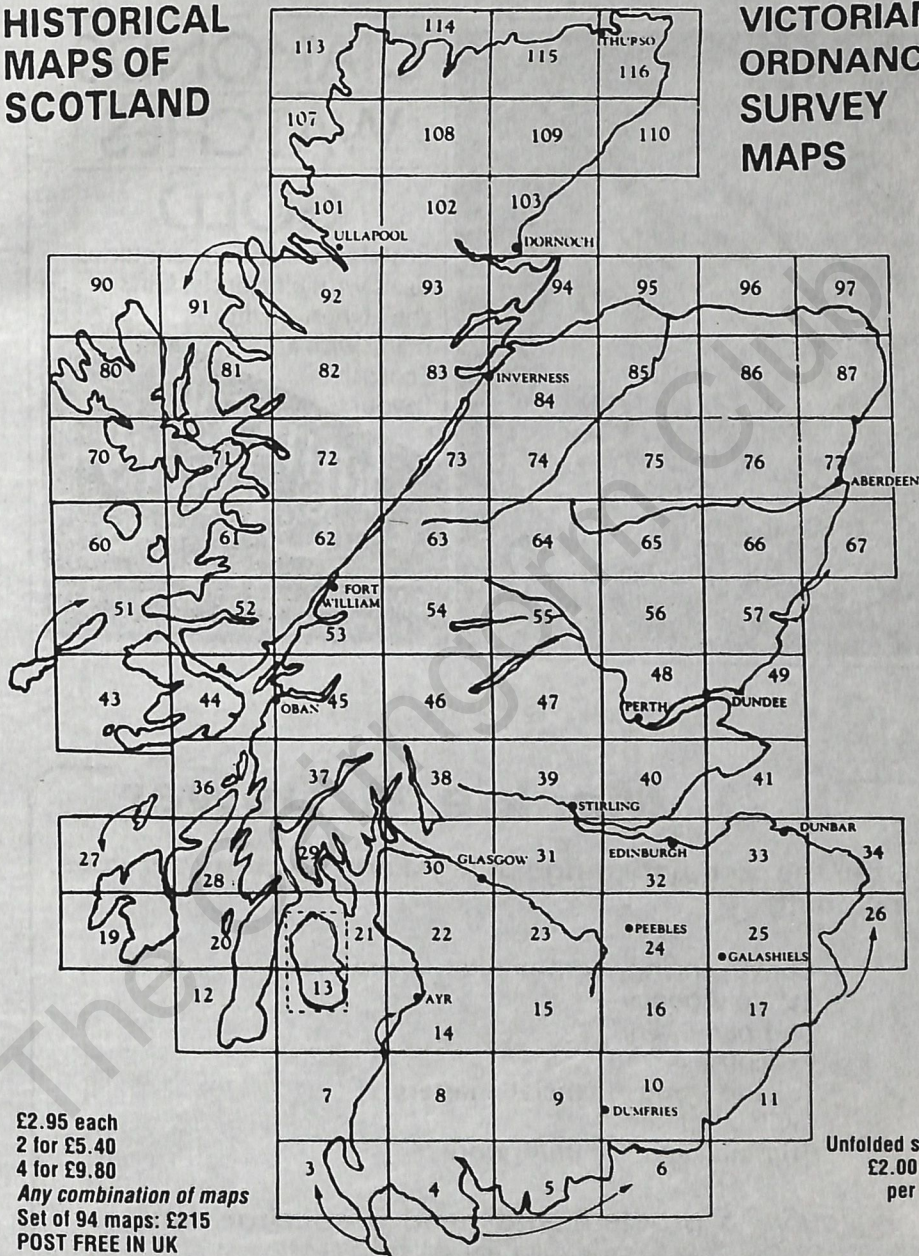 HISTORICAL
MAPS OF
SCOTLAND
VICTORIAN
ORDNANC
SURVEY
MAPS
113 114 115 THURSO 116
107 108 109 110
101 102 103
ULLAPOOL DORNOCH
90 91 92 93 94 95 96 97
80 81 82 83 INVERNESS 84 85 86 87
70 71 72 73 74 75 76 77
ABERDEEN
60 61 62 63 64 65 66 67
51 52 FORT
WILLIAM
53 54 55 56 57
43 44 OBAN 45 46 47 48 PERTH 49 DUNDEE
36 37 38 39 40 41
STIRLING
27 28 29 30 GLASGOW 31 EDINBURGH 32 33 DUNBAR 34
19 20 21 22 23 PEEBLES 24 25 GALASHIELS 26
12 13 AYR 14 15 16 17
7 8 9 10 DUMFRIES 11
3 4 5 6
The Cairngorm Club
£2.95 each
2 for £5.40
4 for £9.80
Any combination of maps
Set of 94 maps: £215
POST FREE IN UK
Unfolded s
£2.00
per